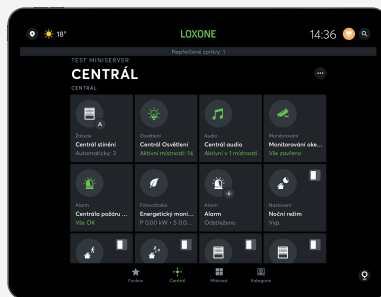 18°
LOXONE
14:36
Nepřečtené zprávy: 1
TEST MINISERVER
CENTRÁL
CENTRÁL
Žaluzie
Centrál stínění
Automaticky: 3
A
Osvětlení
Centrál Osvětlení
Aktivní místnosti: 14
Audio
Centrál audio
Aktivní v 1 místnosti
Monitorování
Monitorování oke...
Vše zavřeno
Alarm
Centrála požáru ...
Vše OK
Fotovoltaika
Energetický moni...
P 0,00 kW • S 0,0...
Alarm
Alarm
Odstřeženo
Nastavení
Noční režim
Vyp
Funkce
Centrál
Místnost
Kategorie